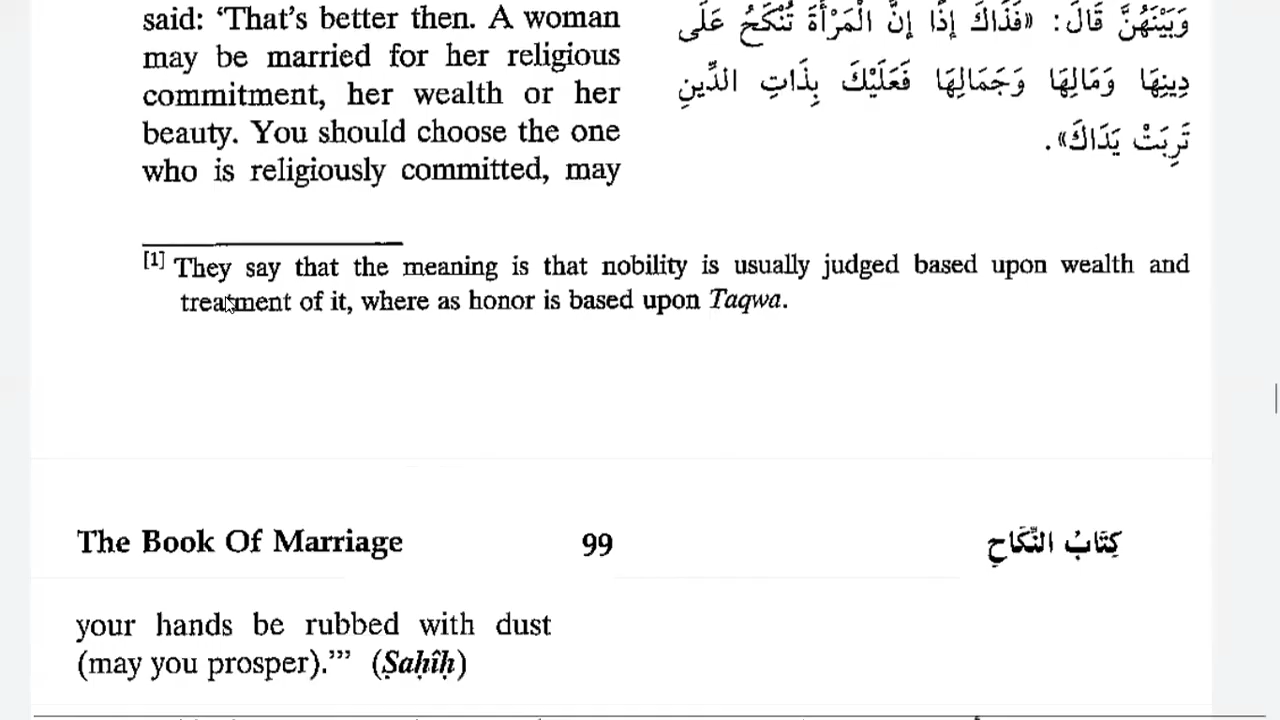 said: ‘That’s better then. A woman
may be married for her religious
commitment, her wealth or her
beauty. You should choose the one
who is religiously committed, may
وَبَيْنَهُنَّ قَالَ: «فَذَاكَ إِذًا إِنَّ الْمَرْأَةَ تُنْكَحُ عَلَى
دِينِهَا وَمَالِهَا وَجَمَالِهَا فَعَلَيْكَ بِذَاتِ الدِّينِ
تَرِبَتْ يَدَاكَ».
[1] They say that the meaning is that nobility is usually judged based upon wealth and
treatment of it, where as honor is based upon Taqwa.
The Book Of Marriage 99 كِتَابُ النِّكَاحِ
your hands be rubbed with dust
(may you prosper).’” (Ṣaḥîḥ)